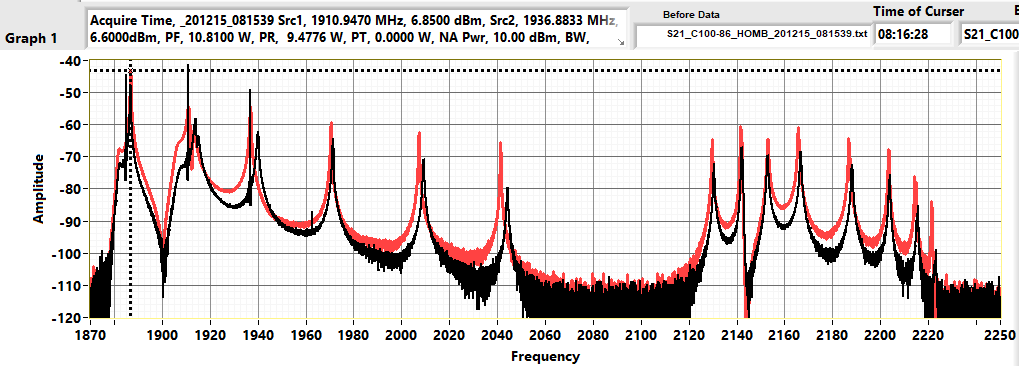 Graph 1
Acquire Time, _201215_081539 Src1, 1910.9470 MHz, 6.8500 dBm, Src2, 1936.8833 MHz,
6.6000dBm, PF, 10.8100 W, PR, 9.4776 W, PT, 0.0000 W, NA Pwr, 10.00 dBm, BW,
Before Data
S21_C100-86_HOMB_201215_081539.txt
Time of Curser
08:16:28
S21_C100
-40
-50
-60
-70
-80
-90
-100
-110
-120
Amplitude
1870 1900 1920 1940 1960 1980 2000 2020 2040 2060 2080 2100 2120 2140 2160 2180 2200 2220 2250
Frequency